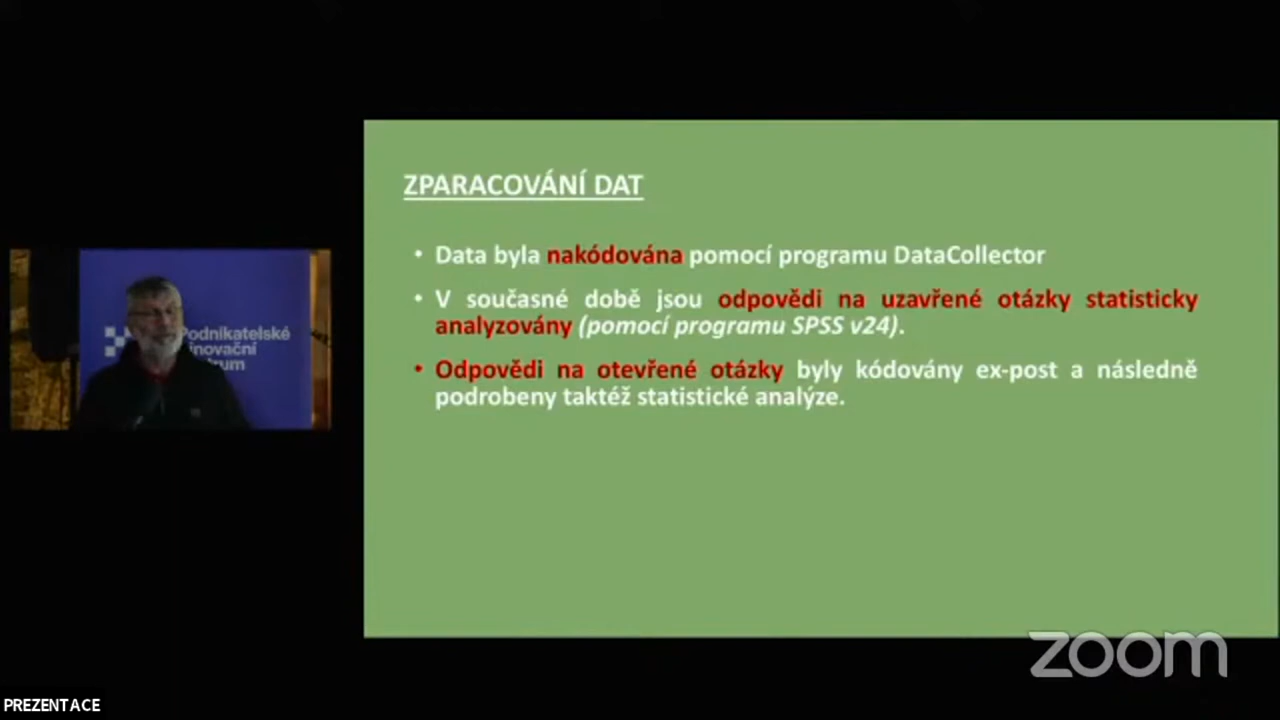 ZPARACOVÁNÍ DAT
• Data byla nakódována pomocí programu DataCollector
• V současné době jsou odpovědi na uzavřené otázky statisticky
analyzovány (pomocí programu SPSS v24).
• Odpovědi na otevřené otázky byly kódovány ex-post a následně
podrobeny taktéž statistické analýze.
Podnikatelské
inovační
zoom
PREZENTACE